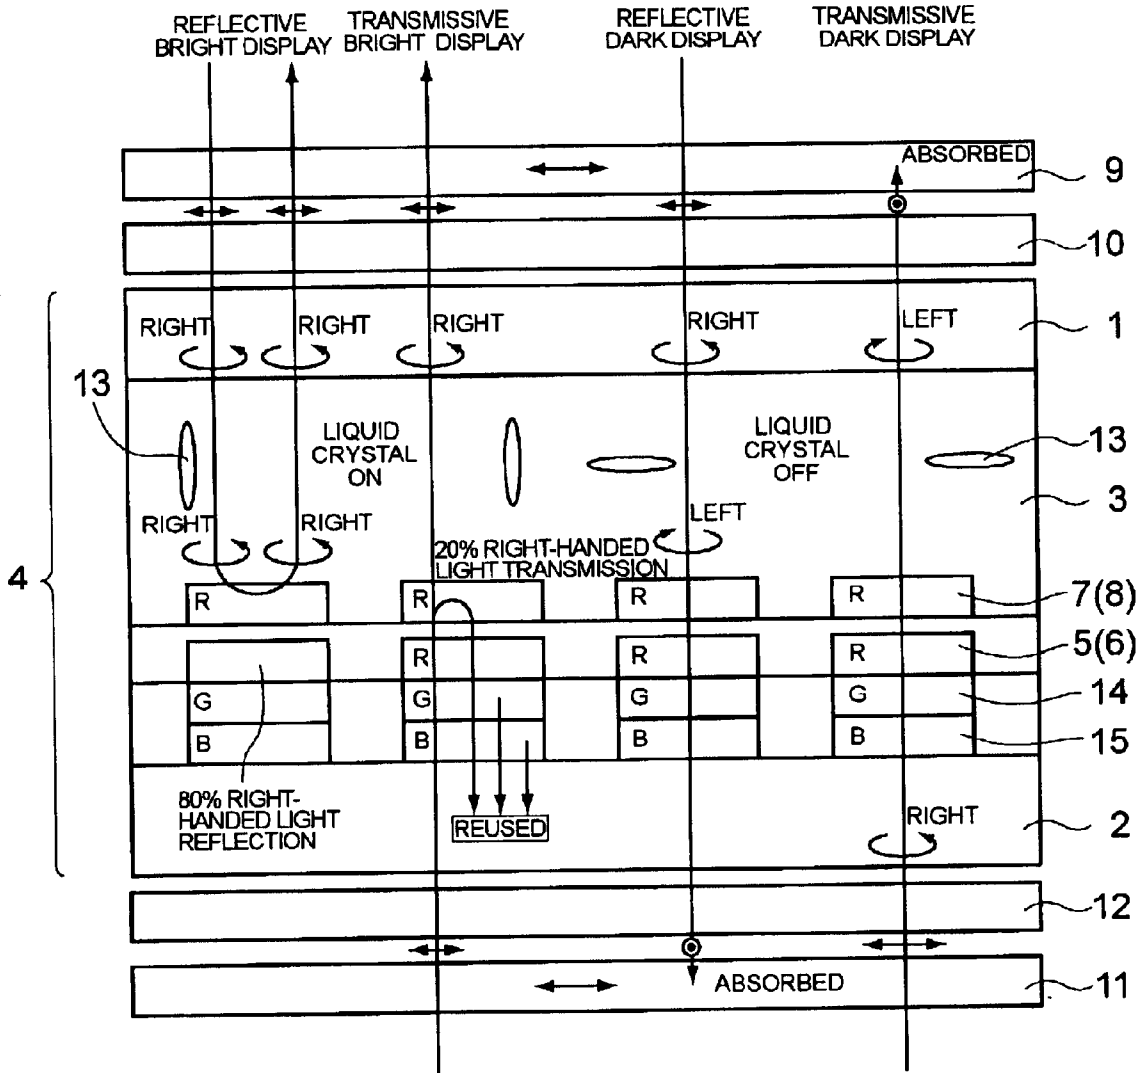 REFLECTIVE
BRIGHT DISPLAY
TRANSMISSIVE
BRIGHT DISPLAY
REFLECTIVE
DARK DISPLAY
TRANSMISSIVE
DARK DISPLAY
ABSORBED
9
10
RIGHT
RIGHT
RIGHT
RIGHT
LEFT
1
13
LIQUID
CRYSTAL
ON
LIQUID
CRYSTAL
OFF
13
3
RIGHT
RIGHT
LEFT
4
20% RIGHT-HANDED
LIGHT TRANSMISSION
R
R
R
R
7(8)
R
R
R
5(6)
G
G
G
G
14
B
B
B
B
15
80% RIGHT-
HANDED LIGHT
REFLECTION
REUSED
RIGHT
2
12
ABSORBED
11